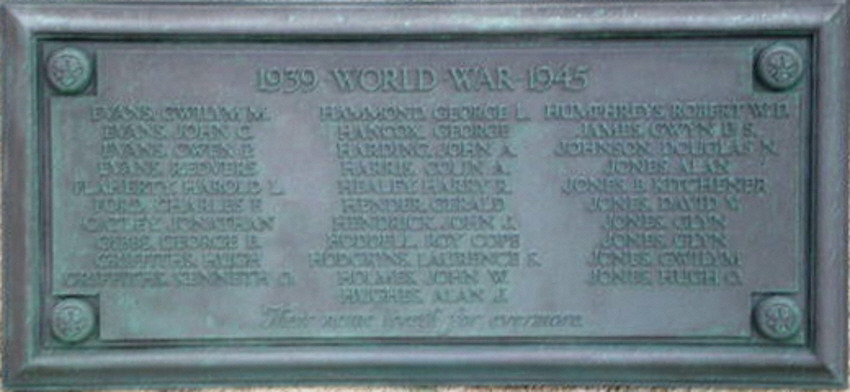 1939 · WORLD · WAR · 1945
EVANS, GWILYM M.
EVANS, JOHN C.
EVANS, OWEN E.
EVANS, REDVERS
FLAHERTY, HAROLD L.
FORD, CHARLES F.
JONATHAN
GIBBS, GEORGE E.
GRIFFITHS, HUGH
GRIFFITHS, KENNETH O.
HAMMOND, GEORGE L.
HANCOX, GEORGE
HARDING, JOHN A.
HARRIS, COLIN A.
HEALEY, HARRY R.
HENDER, GERALD
HENDRICK, JOHN J.
HODDELL, ROY COPE
HODGKYNS, LAURENCE S.
HOLMES, JOHN W.
HUGHES, ALAN J.
HUMPHREYS, ROBERT W.D.
JAMES, GWYN S.
JOHNSON, DOUGLAS N.
JONES, ALAN
JONES, B. KITCHENER
JONES, DAVID V.
JONES, GLYN
JONES, GLYN
JONES, GWILYM
JONES, HUGH O.
Their name liveth for evermore